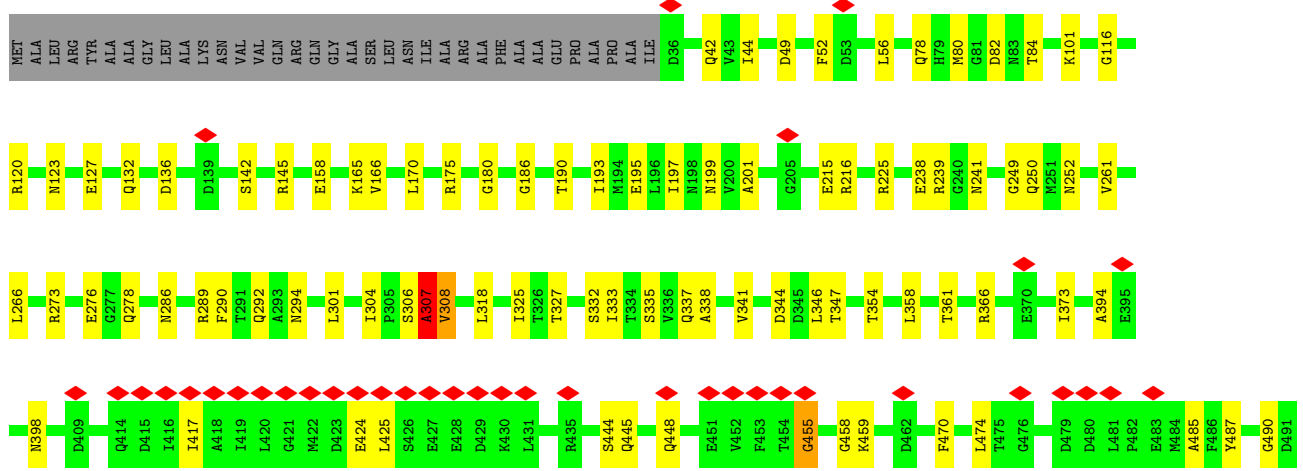 MET ALA LEU ARG TYR ALA ALA GLY LEU ALA LYS ASN VAL VAL GLN ARG GLN GLY ALA SER LEU ASN ILE ALA ARG ALA PHE ALA ALA GLU PRO ALA PRO ALA ILE D36 Q42 V43 I44 D49 F52 D53 L56 Q78 H79 M80 G81 D82 N83 T84 K101 G116
R120 N123 E127 Q132 D136 D139 S142 R145 E158 K165 V166 L170 R175 G180 G186 T190 I193 M194 E195 L196 I197 N198 N199 V200 A201 G205 E215 R216 R225 E238 R239 G240 N241 G249 Q250 M251 N252 V261
L266 R273 E276 G277 Q278 N286 R289 F290 T291 Q292 A293 N294 L301 I304 P305 S306 A307 V308 L318 I325 T326 T327 S332 I333 T334 S335 V336 Q337 A338 V341 D344 D345 L346 T347 T354 L358 T361 R366 E370 I373 A394 E395
N398 D409 Q414 D415 I416 I417 A418 I419 L420 G421 M422 D423 E424 L425 S426 E427 E428 D429 K430 L431 R435 S444 Q445 Q448 E451 V452 F453 T454 G455 G458 K459 D462 F470 L474 T475 G476 D479 D480 L481 P482 E483 M484 A485 F486 Y487 G490 D491